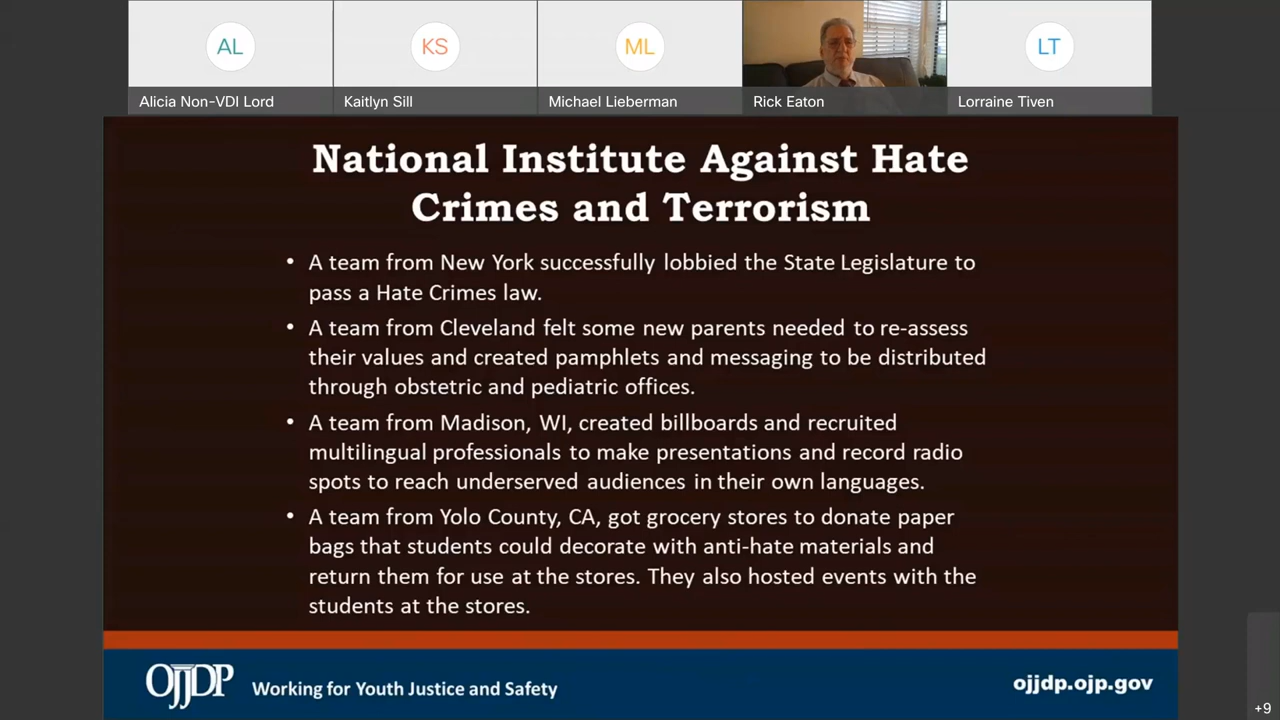 AL
KS
ML
LT
Alicia Non-VDI Lord
Kaitlyn Sill
Michael Lieberman
Rick Eaton
Lorraine Tiven
National Institute Against Hate
Crimes and Terrorism
• A team from New York successfully lobbied the State Legislature to
pass a Hate Crimes law.
• A team from Cleveland felt some new parents needed to re-assess
their values and created pamphlets and messaging to be distributed
through obstetric and pediatric offices.
• A team from Madison, WI, created billboards and recruited
multilingual professionals to make presentations and record radio
spots to reach underserved audiences in their own languages.
• A team from Yolo County, CA, got grocery stores to donate paper
bags that students could decorate with anti-hate materials and
return them for use at the stores. They also hosted events with the
students at the stores.
OJJDP Working for Youth Justice and Safety
ojjdp.ojp.gov
+9